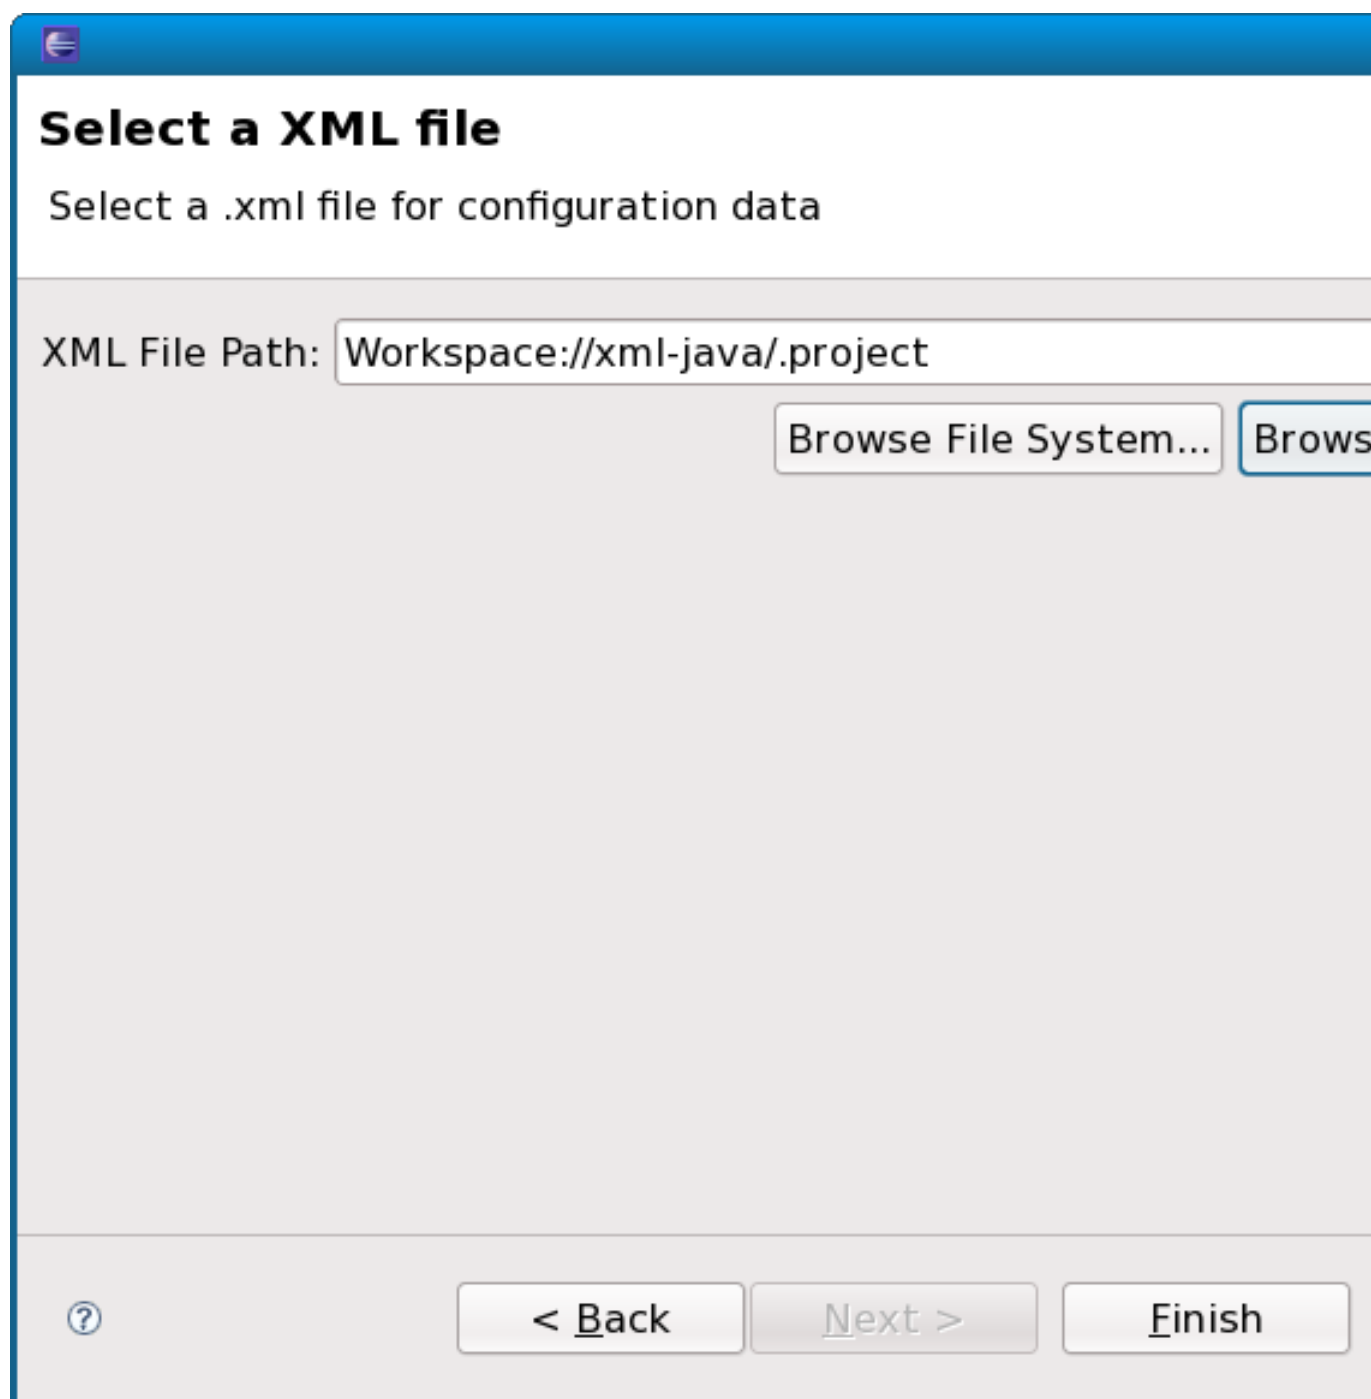 Select a XML file
Select a .xml file for configuration data
XML File Path: Workspace://xml-java/.project
Browse File System... Brows
? < Back Next > Finish